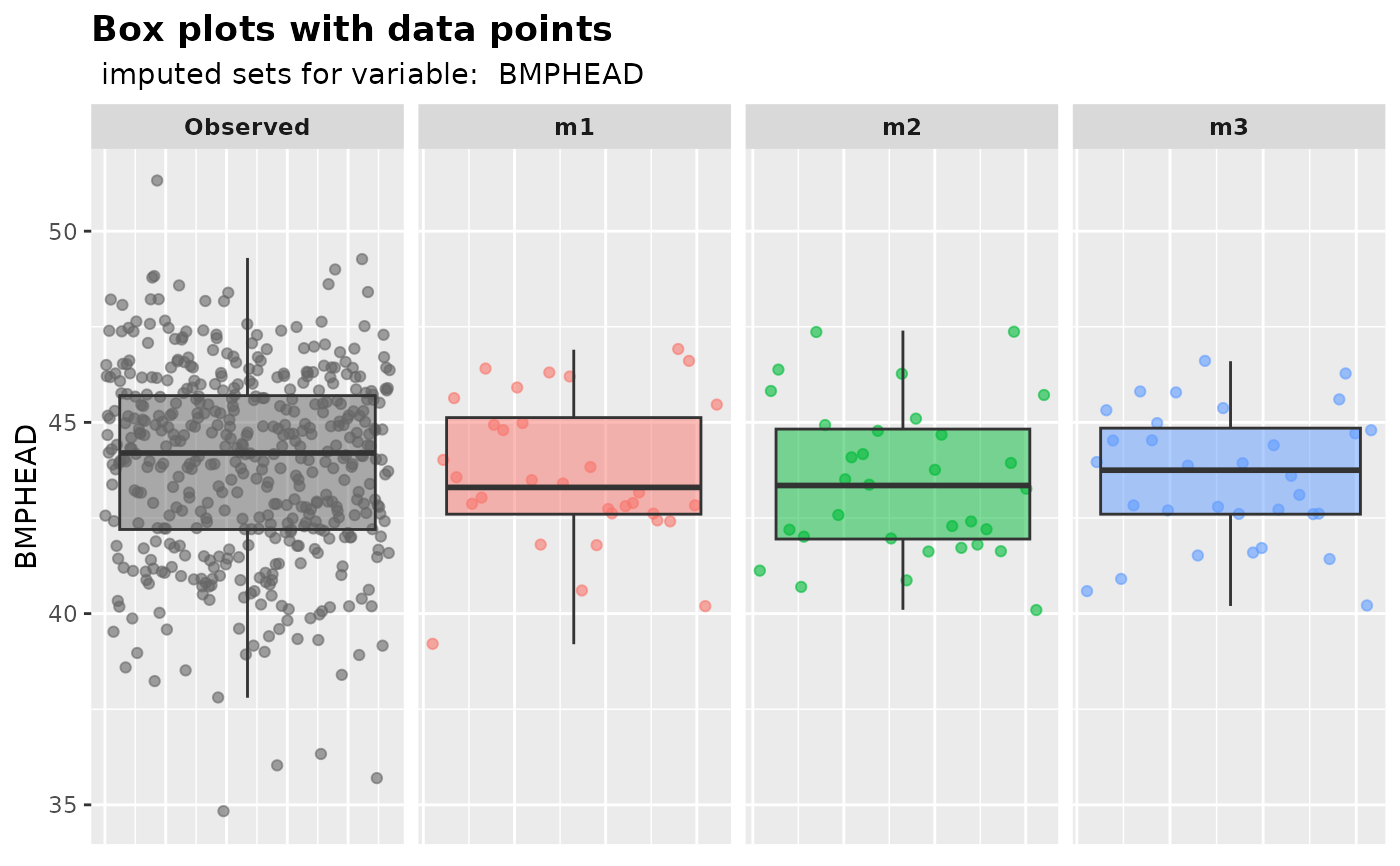 Box plots with data points
imputed sets for variable:  BMPHEAD
Observed
m1
m2
m3
BMPHEAD
50
45
40
35